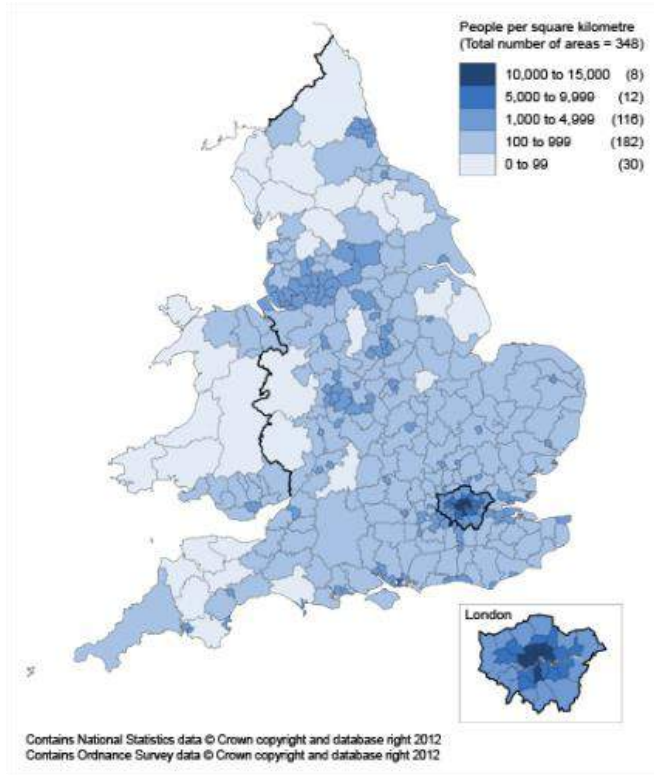 People per square kilometre
(Total number of areas = 348)
10,000 to 15,000 (8)
5,000 to 9,999 (12)
1,000 to 4,999 (116)
100 to 999 (182)
0 to 99 (30)
London
Contains National Statistics data © Crown copyright and database right 2012
Contains Ordnance Survey data © Crown copyright and database right 2012